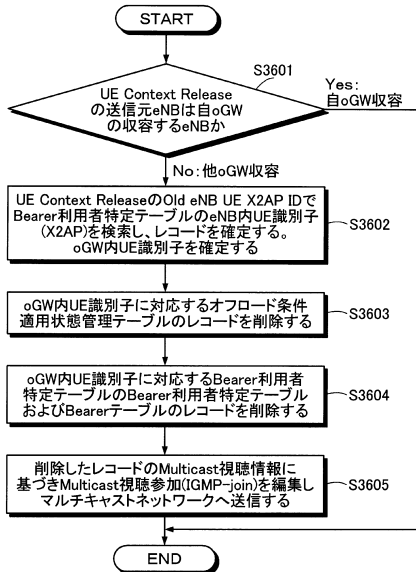 START
S3601
UE Context Release
の送信元eNBは自oGW
の収容するeNBか
Yes:
自oGW収容
No:他oGW収容
UE Context ReleaseのOld eNB UE X2AP IDで
Bearer利用者特定テーブルのeNB内UE識別子
(X2AP)を検索し、レコードを確定する。
oGW内UE識別子を確定する
S3602
oGW内UE識別子に対応するオフロード条件
適用状態管理テーブルのレコードを削除する
S3603
oGW内UE識別子に対応するBearer利用者
特定テーブルのBearer利用者特定テーブル
およびBearerテーブルのレコードを削除する
S3604
削除したレコードのMulticast視聴情報に
基づきMulticast視聴参加(IGMP-join)を編集し
マルチキャストネットワークへ送信する
S3605
END